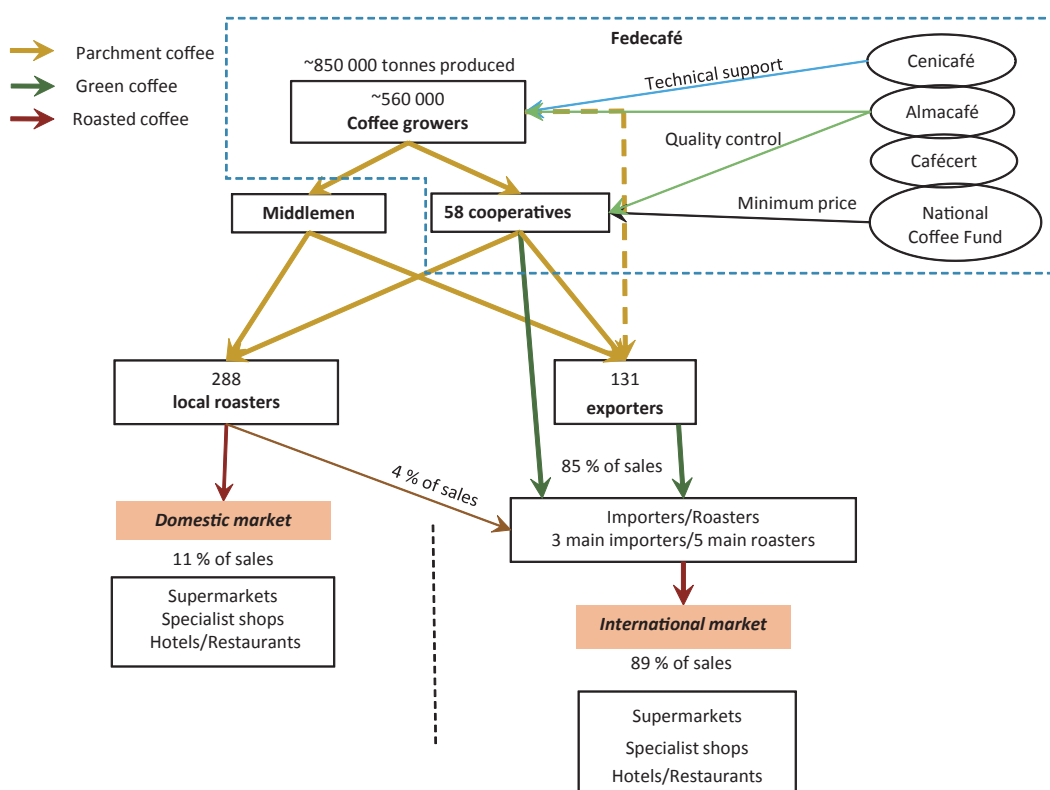 Fedecafé
Parchment coffee
Green coffee
Roasted coffee
~850 000 tonnes produced
~560 000
Coffee growers
Technical support
Quality control
Minimum price
Cenicafé
Almacafé
Cafécert
National
Coffee Fund
Middlemen
58 cooperatives
288
local roasters
131
exporters
4 % of sales
85 % of sales
Importers/Roasters
3 main importers/5 main roasters
Domestic market
11 % of sales
Supermarkets
Specialist shops
Hotels/Restaurants
International market
89 % of sales
Supermarkets
Specialist shops
Hotels/Restaurants